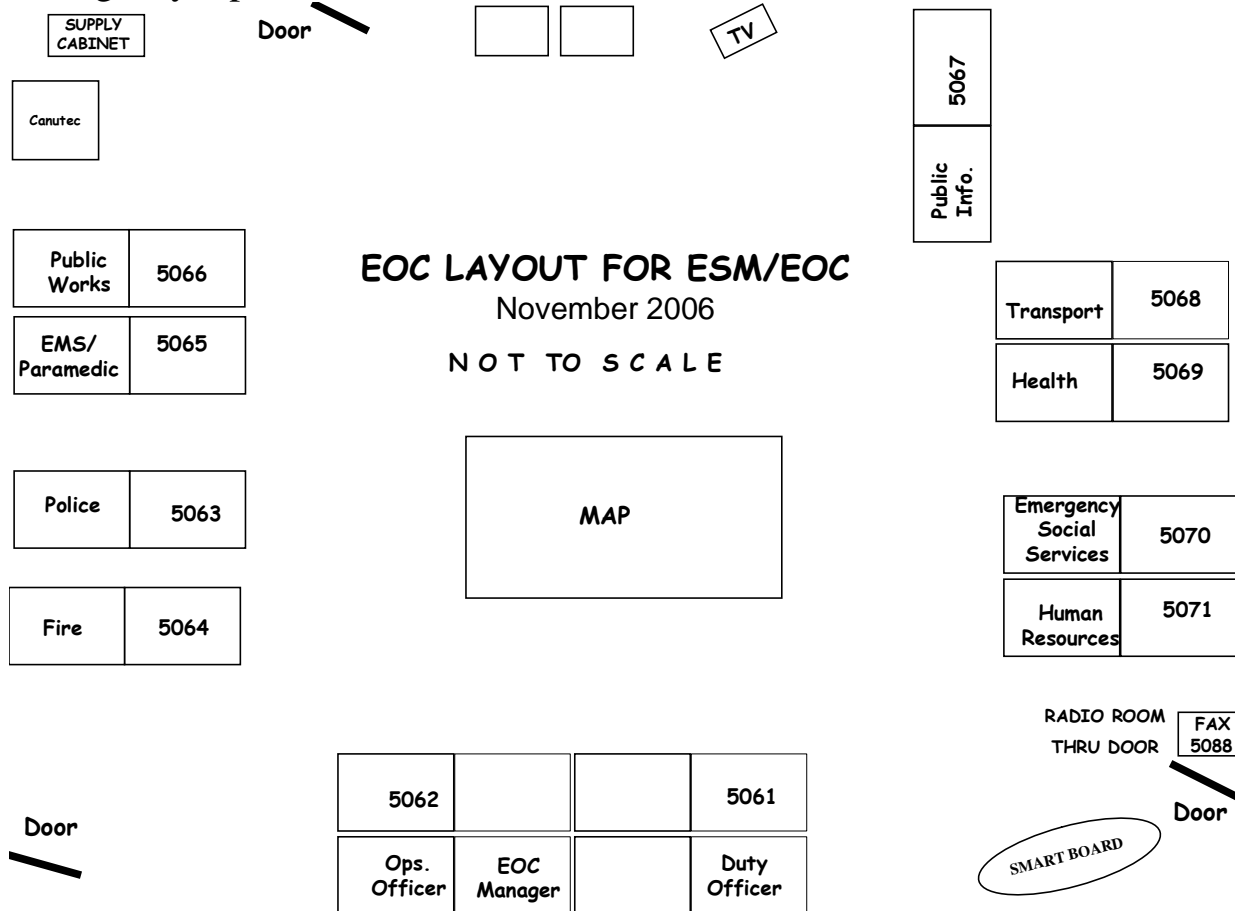 SUPPLY
CABINET
Door
TV
5067
Canutec
Public
Info.
Public
Works
5066
EOC LAYOUT FOR ESM/EOC
November 2006
N O T TO S C A L E
EMS/
Paramedic
5065
Transport
5068
Health
5069
Police
5063
MAP
Emergency
Social
Services
5070
Fire
5064
Human
Resources
5071
RADIO ROOM
THRU DOOR
FAX
5088
5062
5061
Door
Door
Ops.
Officer
EOC
Manager
Duty
Officer
SMART BOARD